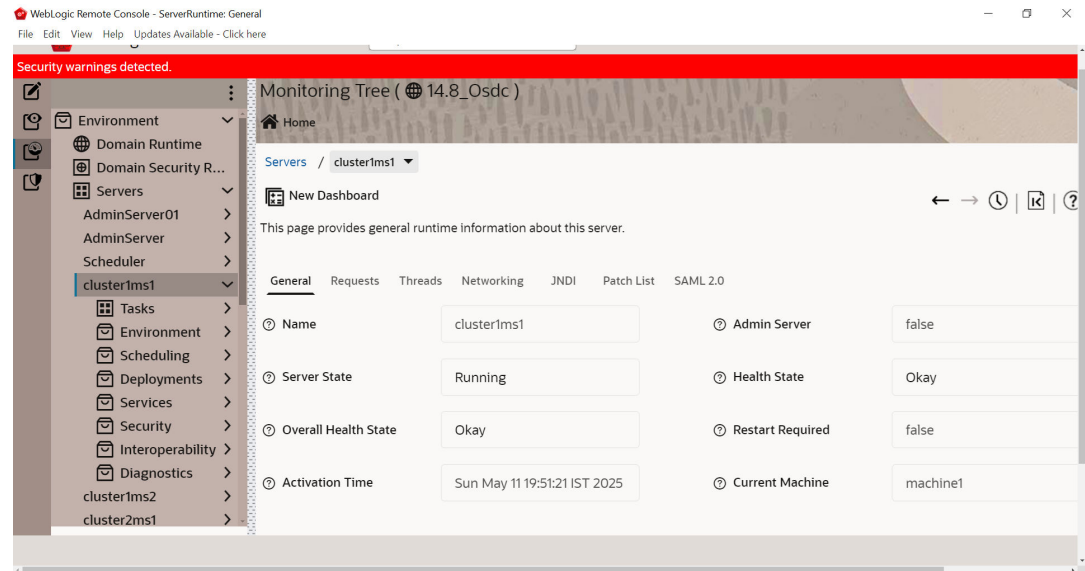 WebLogic Remote Console - ServerRuntime: General
File Edit View Help Updates Available - Click here
Security warnings detected.
Monitoring Tree ( 14.8_Osdc )
Home
Environment
Domain Runtime
Domain Security R...
Servers
AdminServer01
AdminServer
Scheduler
cluster1ms1
Tasks
Environment
Scheduling
Deployments
Services
Security
Interoperability
Diagnostics
cluster1ms2
cluster2ms1
Servers / cluster1ms1
New Dashboard
This page provides general runtime information about this server.
General Requests Threads Networking JNDI Patch List SAML 2.0
Name cluster1ms1 Admin Server false
Server State Running Health State Okay
Overall Health State Okay Restart Required false
Activation Time Sun May 11 19:51:21 IST 2025 Current Machine machine1